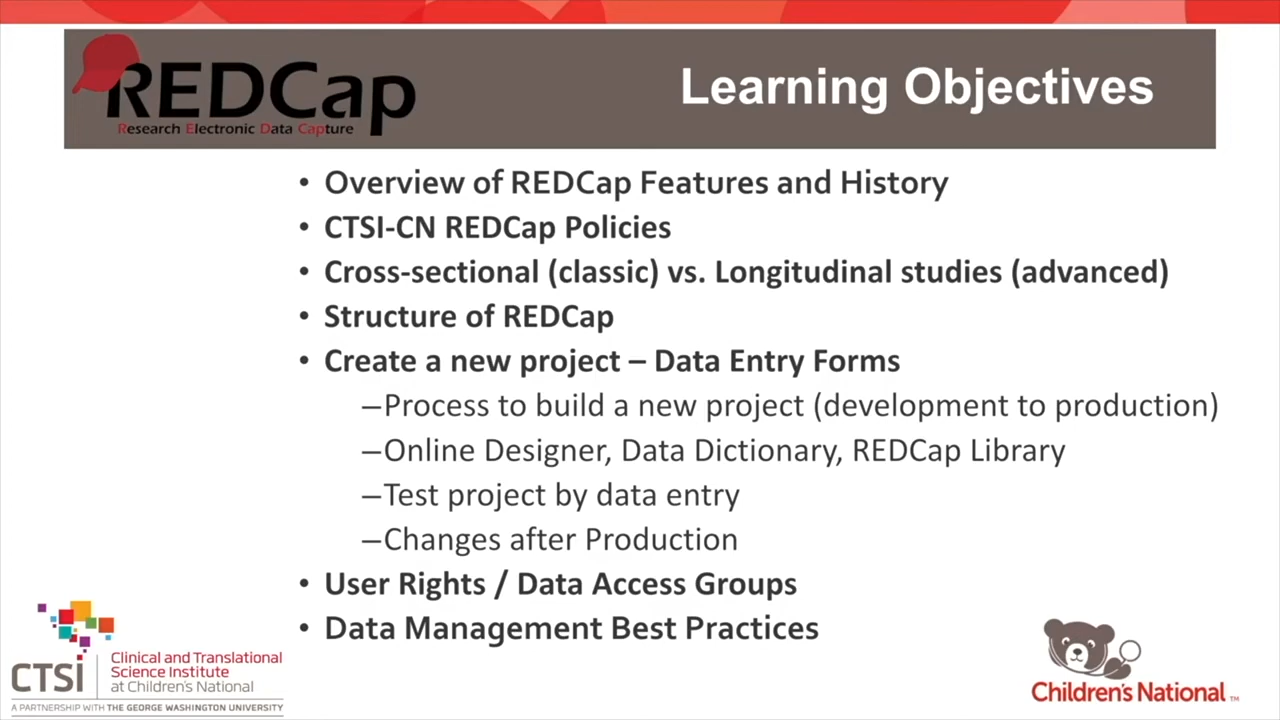 REDCap
Research Electronic Data Capture
Learning Objectives
• Overview of REDCap Features and History
• CTSI-CN REDCap Policies
• Cross-sectional (classic) vs. Longitudinal studies (advanced)
• Structure of REDCap
• Create a new project – Data Entry Forms
–Process to build a new project (development to production)
–Online Designer, Data Dictionary, REDCap Library
–Test project by data entry
–Changes after Production
• User Rights / Data Access Groups
• Data Management Best Practices
CTSi
Clinical and Translational
Science Institute
at Children's National
A PARTNERSHIP WITH THE GEORGE WASHINGTON UNIVERSITY
Children's National ™